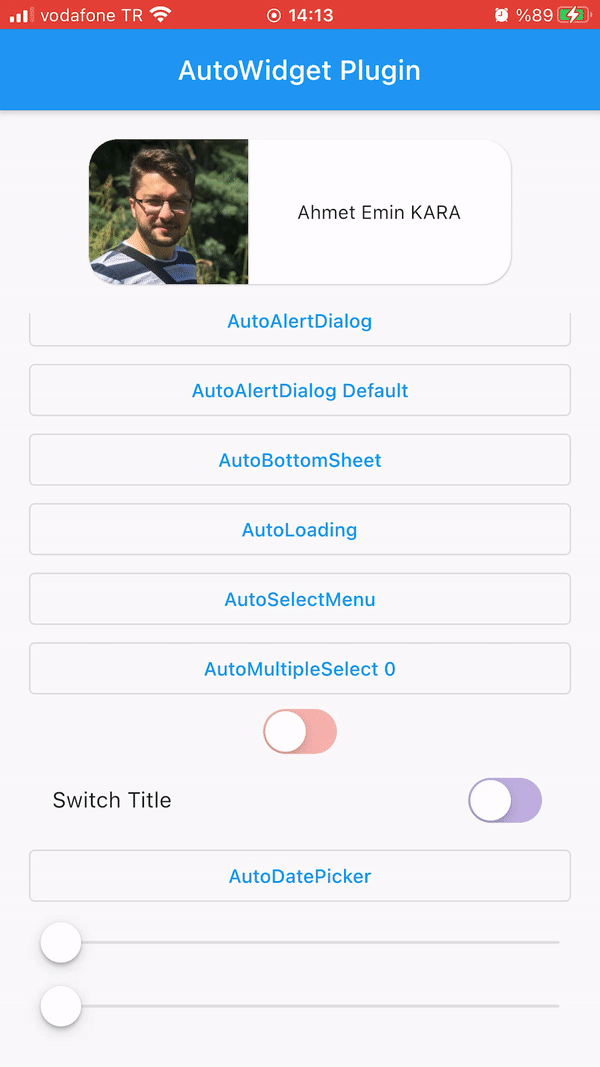 vodafone TR 14:13 %89
AutoWidget Plugin
Ahmet Emin KARA
AutoAlertDialog
AutoAlertDialog Default
AutoBottomSheet
AutoLoading
AutoSelectMenu
AutoMultipleSelect 0
Switch Title
AutoDatePicker